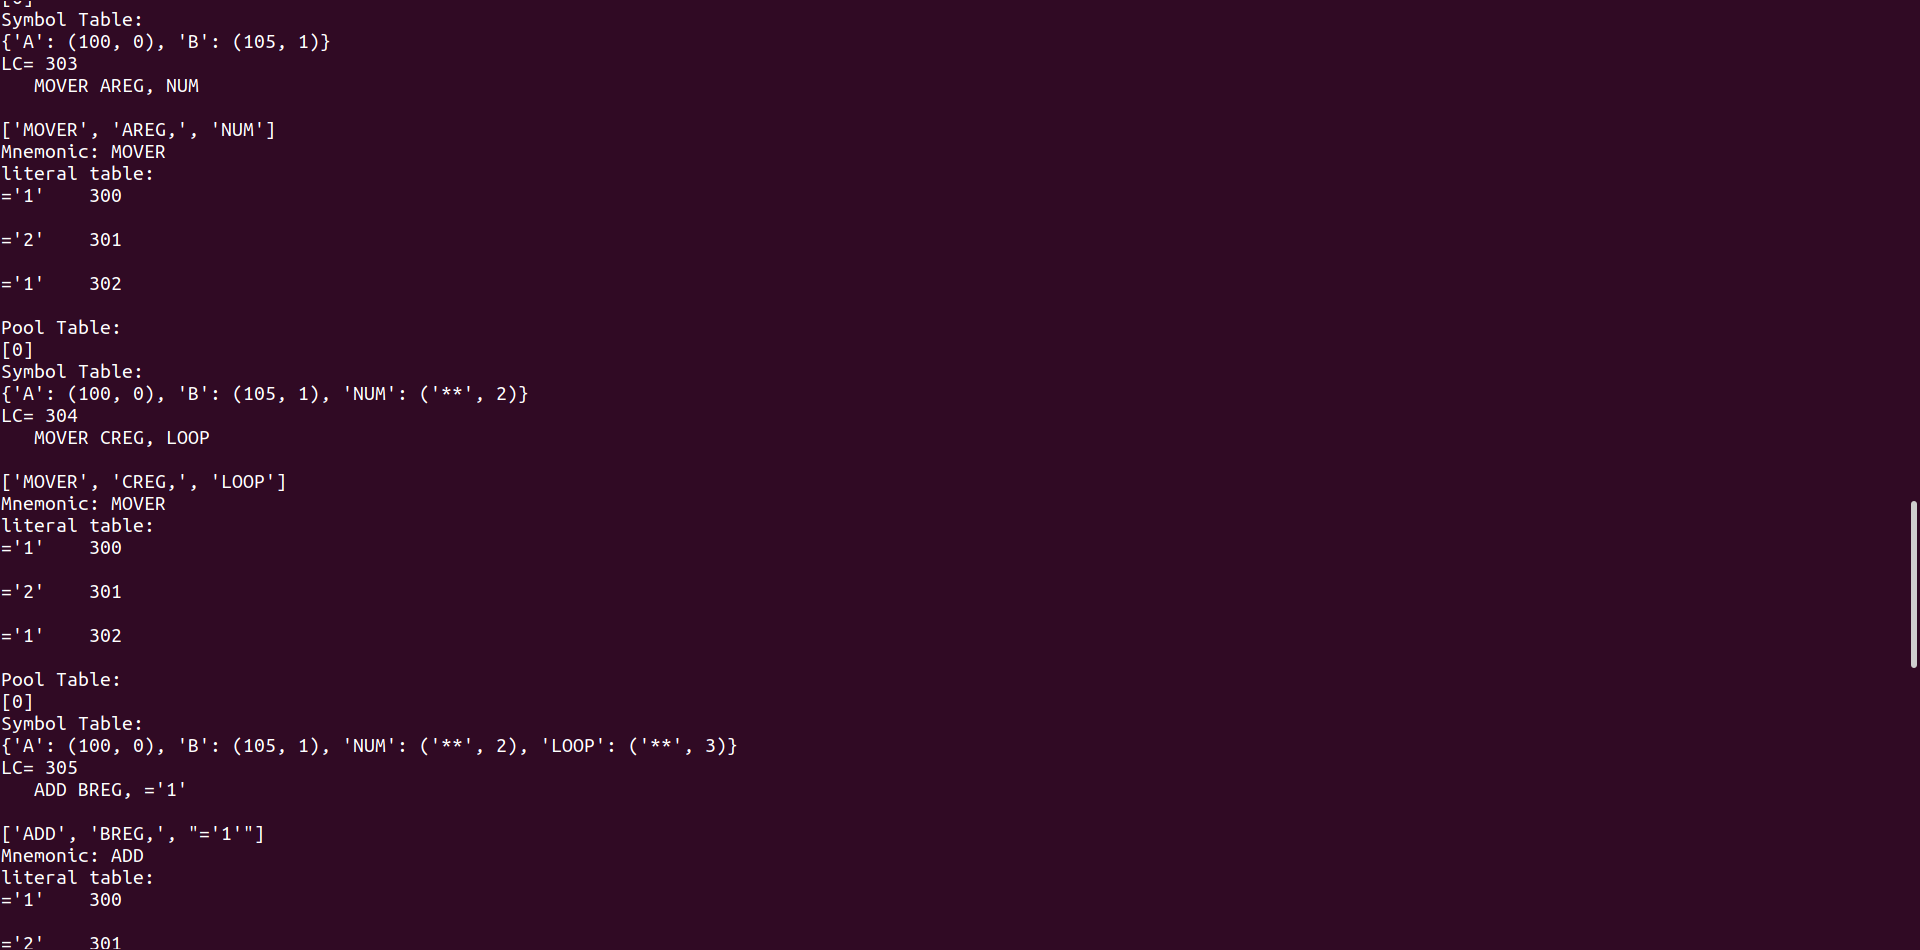 [0]
Symbol Table:
{'A': (100, 0), 'B': (105, 1)}
LC= 303
   MOVER AREG, NUM

['MOVER', 'AREG,', 'NUM']
Mnemonic: MOVER
literal table:
='1'    300

='2'    301

='1'    302

Pool Table:
[0]
Symbol Table:
{'A': (100, 0), 'B': (105, 1), 'NUM': ('**', 2)}
LC= 304
   MOVER CREG, LOOP

['MOVER', 'CREG,', 'LOOP']
Mnemonic: MOVER
literal table:
='1'    300

='2'    301

='1'    302

Pool Table:
[0]
Symbol Table:
{'A': (100, 0), 'B': (105, 1), 'NUM': ('**', 2), 'LOOP': ('**', 3)}
LC= 305
   ADD BREG, ='1'

['ADD', 'BREG,', "='1'"]
Mnemonic: ADD
literal table:
='1'    300

='2'    301